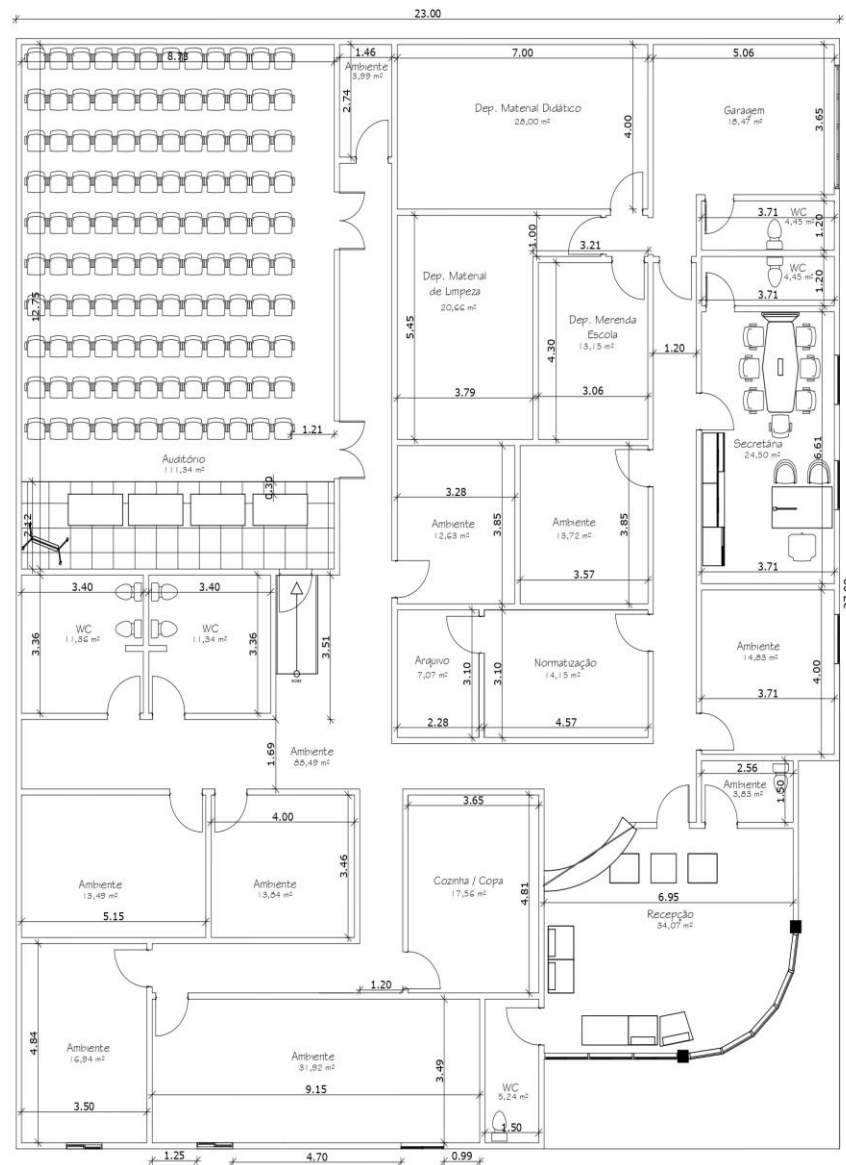 23.00
8.73
1.46
7.00
5.06
Ambiente
3,99 m²
2.74
Dep. Material Didático
28,00 m²
4.00
Garagem
18,47 m²
3.65
3.71
WC
4,45 m²
1.20
1.00
3.21
WC
4,45 m²
1.20
3.71
Dep. Material
de Limpeza
20,66 m²
12.75
5.45
4.30
Dep. Merenda
Escola
13,15 m²
1.20
3.79
3.06
1.21
Auditório
111,34 m²
Secretária
24,50 m²
6.61
0.30
2.12
3.28
3.85
Ambiente
12,63 m²
Ambiente
13,72 m²
3.85
3.57
3.71
3.40
3.40
WC
11,36 m²
WC
11,34 m²
3.36
3.36
3.51
Arquivo
7,07 m²
3.10
3.10
Normatização
14,15 m²
2.28
4.57
Ambiente
14,83 m²
4.00
3.71
1.69
Ambiente
88,49 m²
2.56
Ambiente
3,83 m²
1.50
4.00
3.65
3.46
Ambiente
13,49 m²
Ambiente
13,84 m²
5.15
Cozinha / Copa
17,56 m²
4.81
6.95
Recepção
34,07 m²
1.20
4.84
Ambiente
16,94 m²
3.50
Ambiente
31,92 m²
3.49
9.15
WC
5,24 m²
1.50
1.25
4.70
0.99